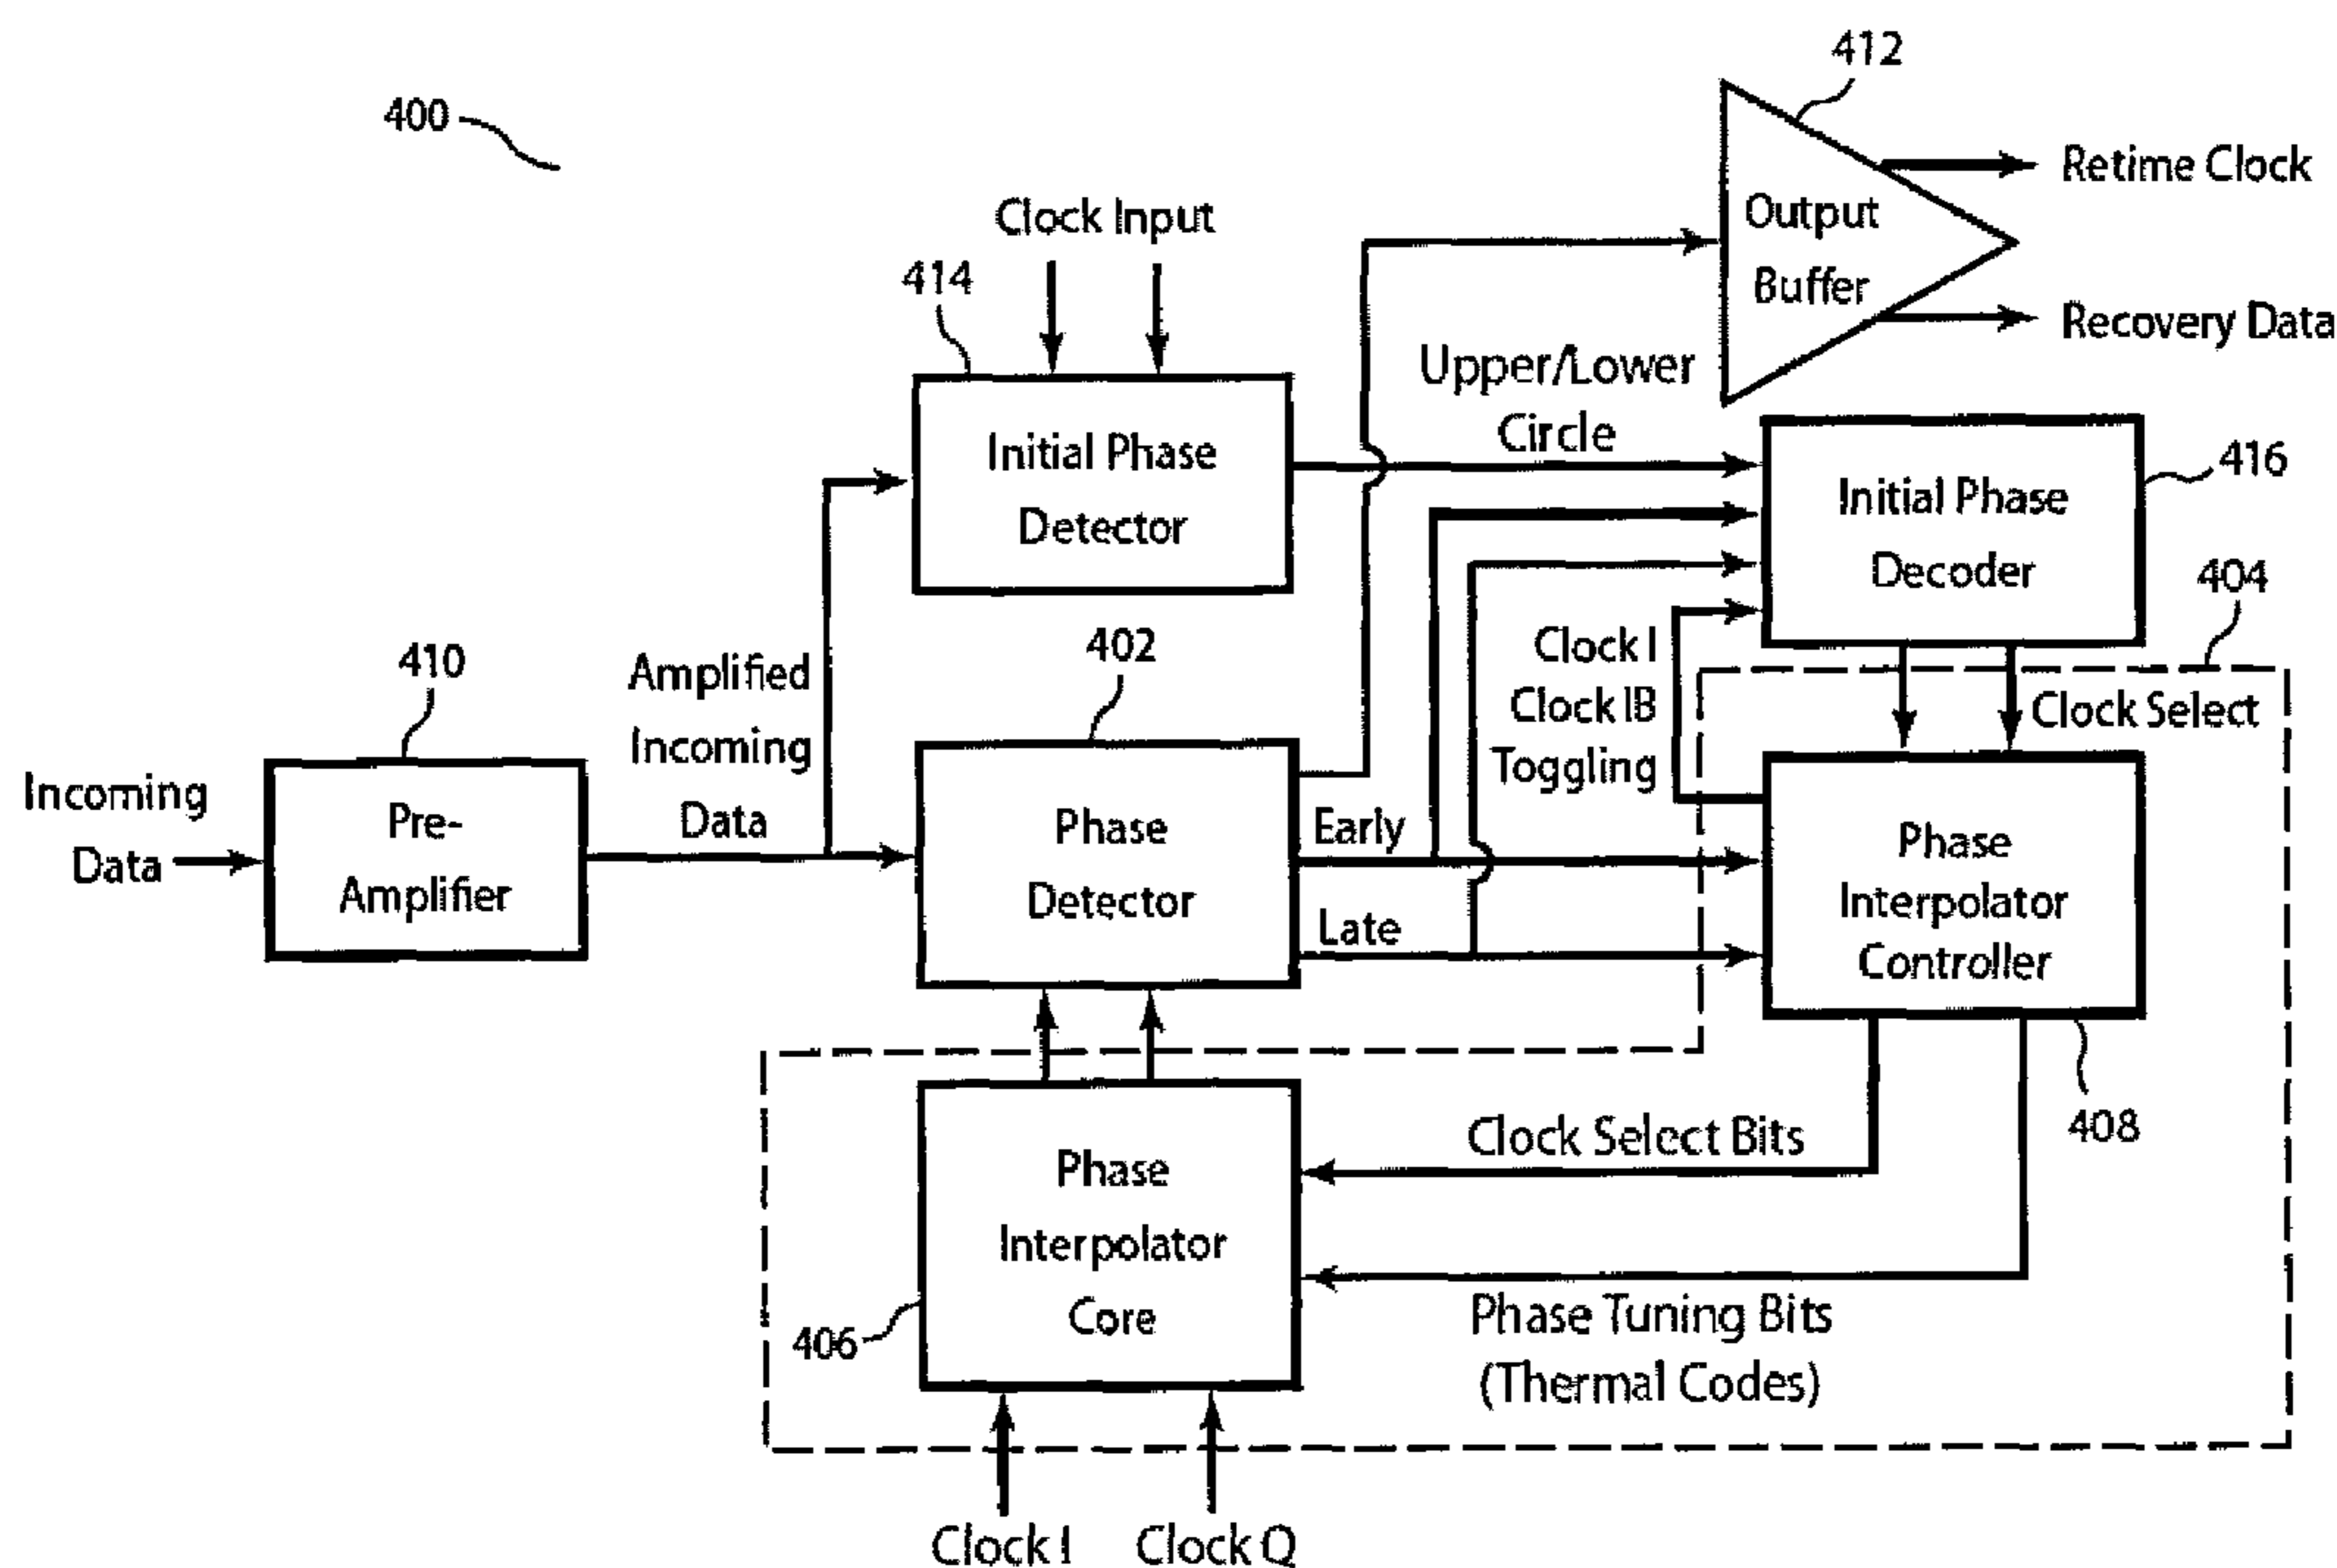 412
400
Retime Clock
Clock Input
Output
Buffer
414
Recovery Data
Upper/Lower
Circle
Initial Phase
Detector
416
Initial Phase
Decoder
404
402
410
Amplified
Incoming
Data
Clock I
Clock IB
Toggling
Clock Select
Incoming
Data
Pre-
Amplifier
Phase
Detector
Early
Late
Phase
Interpolator
Controller
408
Clock Select Bits
Phase
Interpolator
Core
406
Phase Tuning Bits
(Thermal Codes)
Clock I
Clock Q